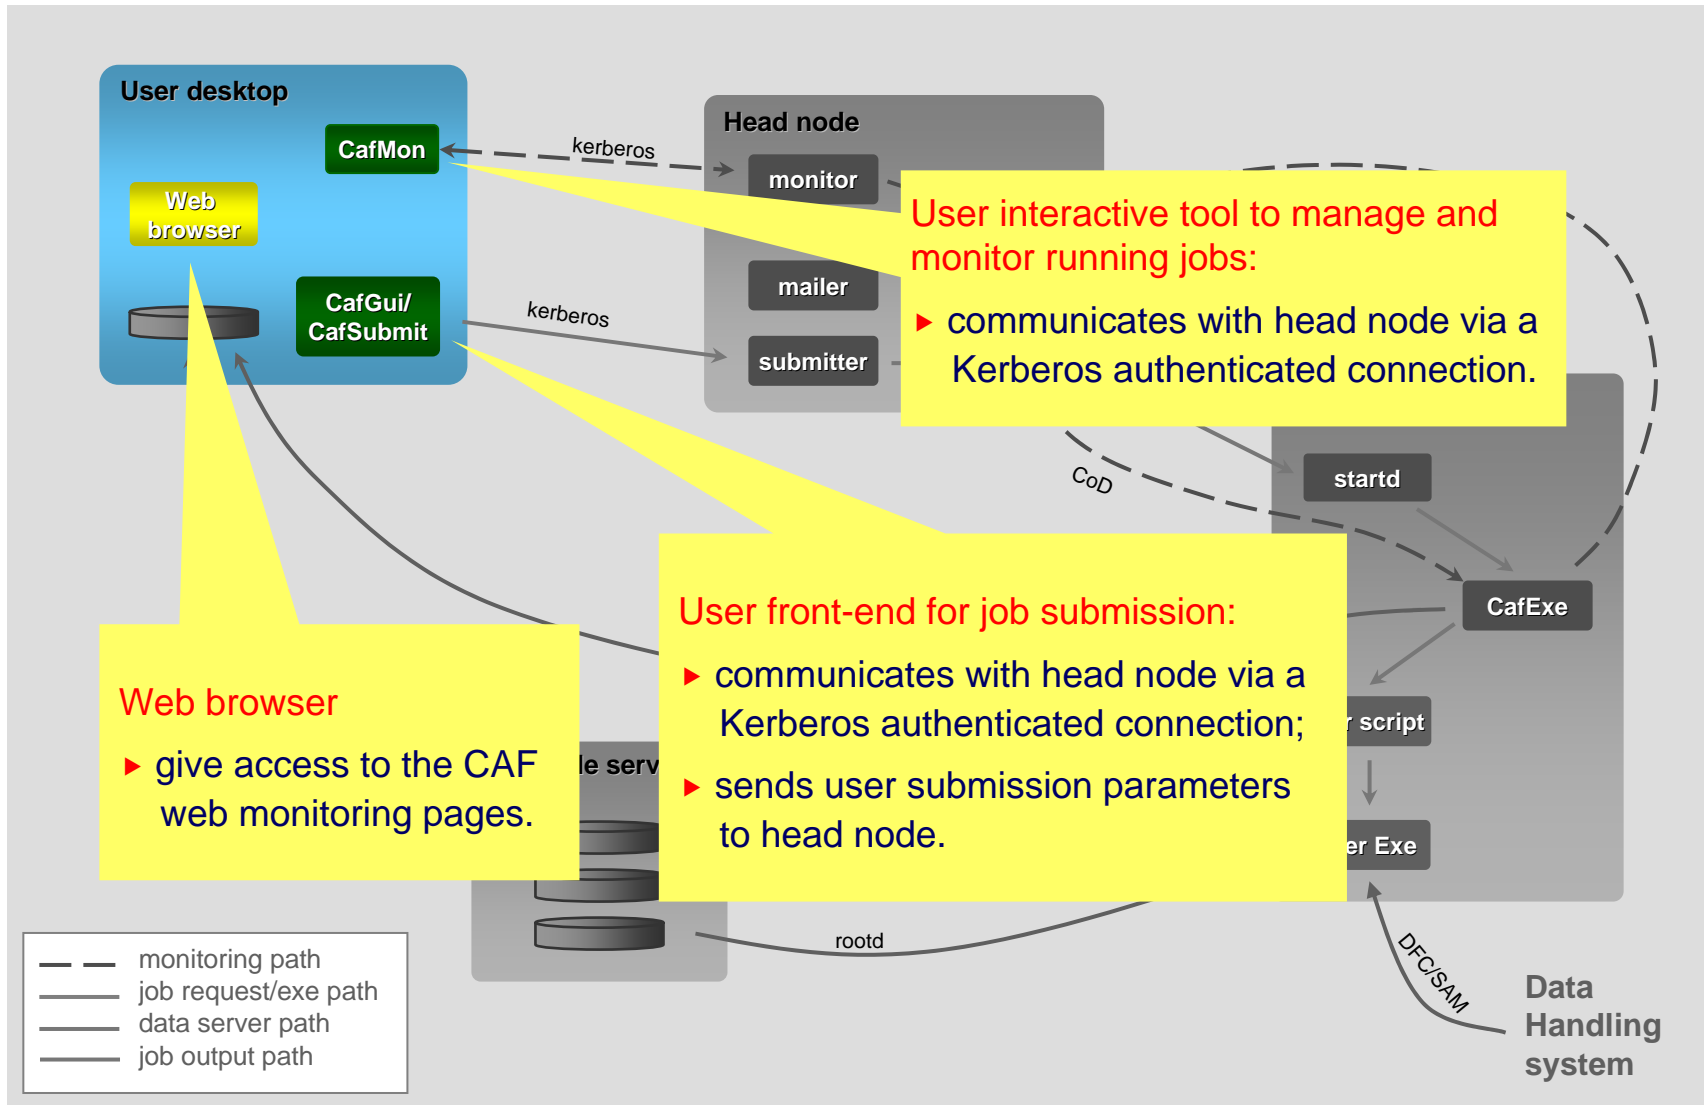 User desktop
CafMon
Web
browser
CafGui/
CafSubmit
kerberos
kerberos
Head node
monitor
mailer
submitter
User interactive tool to manage and
monitor running jobs:
communicates with head node via a
Kerberos authenticated connection.
CoD
startd
CafExe
script
Exe
User front-end for job submission:
communicates with head node via a
Kerberos authenticated connection;
sends user submission parameters
to head node.
Web browser
give access to the CAF
web monitoring pages.
rootd
DFC/SAM
Data
Handling
system
monitoring path
job request/exe path
data server path
job output path